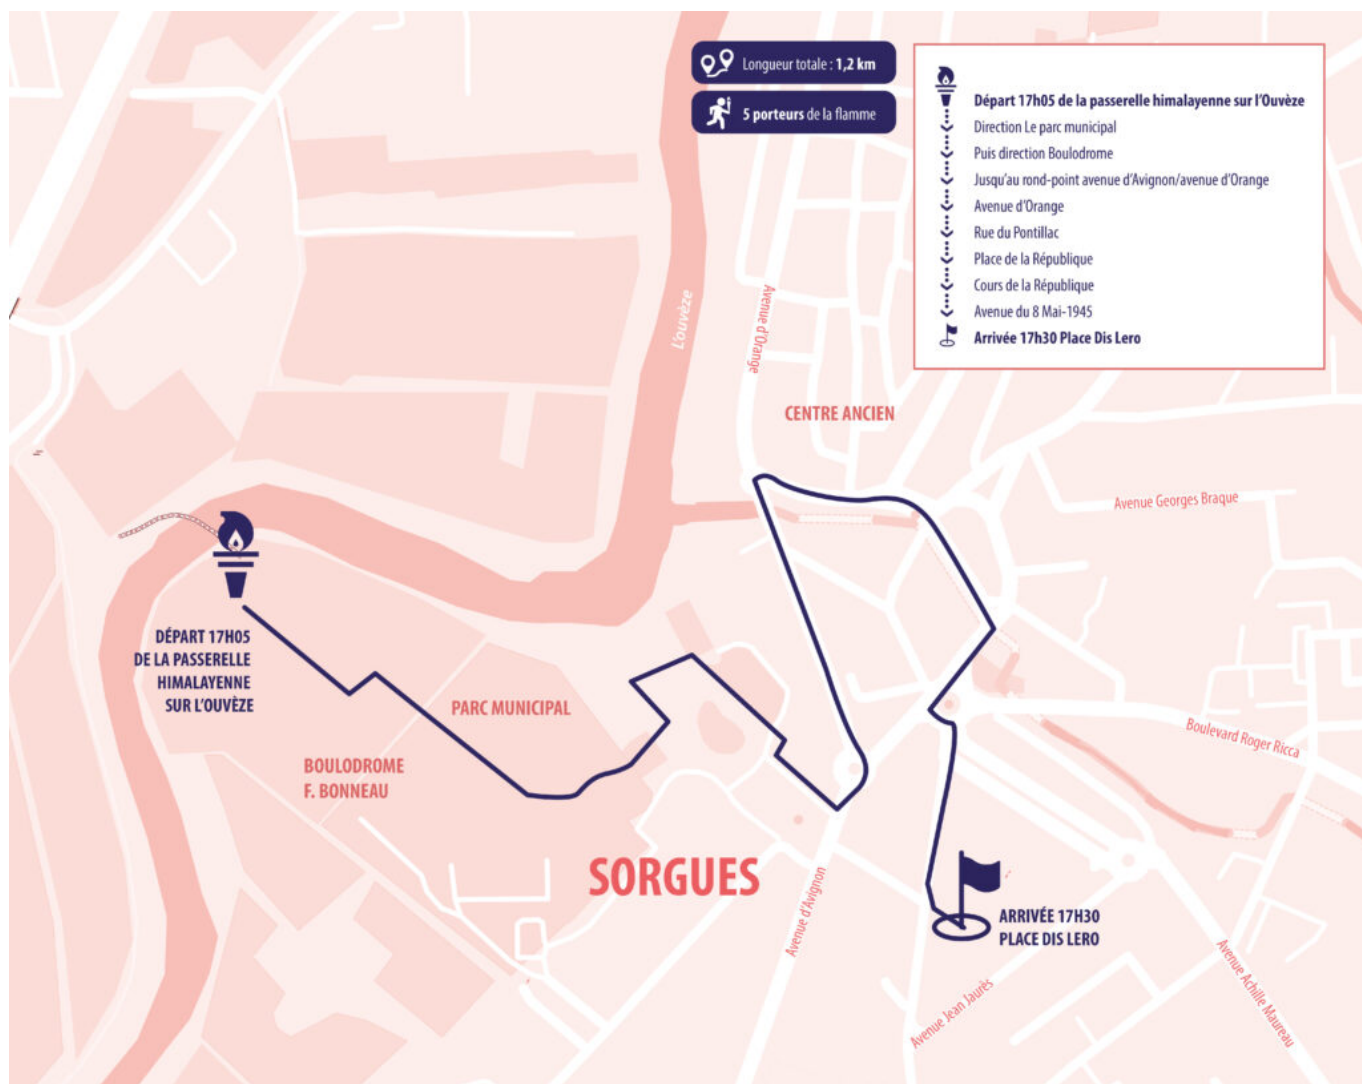 Longueur totale : 1,2 km
5 porteurs de la flamme
Départ 17h05 de la passerelle himalayenne sur l'Ouvèze
Direction Le parc municipal
Puis direction Boulodrome
Jusqu'au rond-point avenue d'Avignon/avenue d'Orange
Avenue d'Orange
Rue du Pontillac
Place de la République
Cours de la République
Avenue du 8 Mai-1945
Arrivée 17h30 Place Dis Lero
L'ouvèze
Avenue d'Orange
CENTRE ANCIEN
Avenue Georges Braque
DÉPART 17H05
DE LA PASSERELLE
HIMALAYENNE
SUR L'OUVÈZE
PARC MUNICIPAL
BOULODROME
F. BONNEAU
Boulevard Roger Ricca
SORGUES
Avenue d'Avignon
ARRIVÉE 17H30
PLACE DIS LERO
Avenue Jean Jaurès
Avenue Achille Maureau